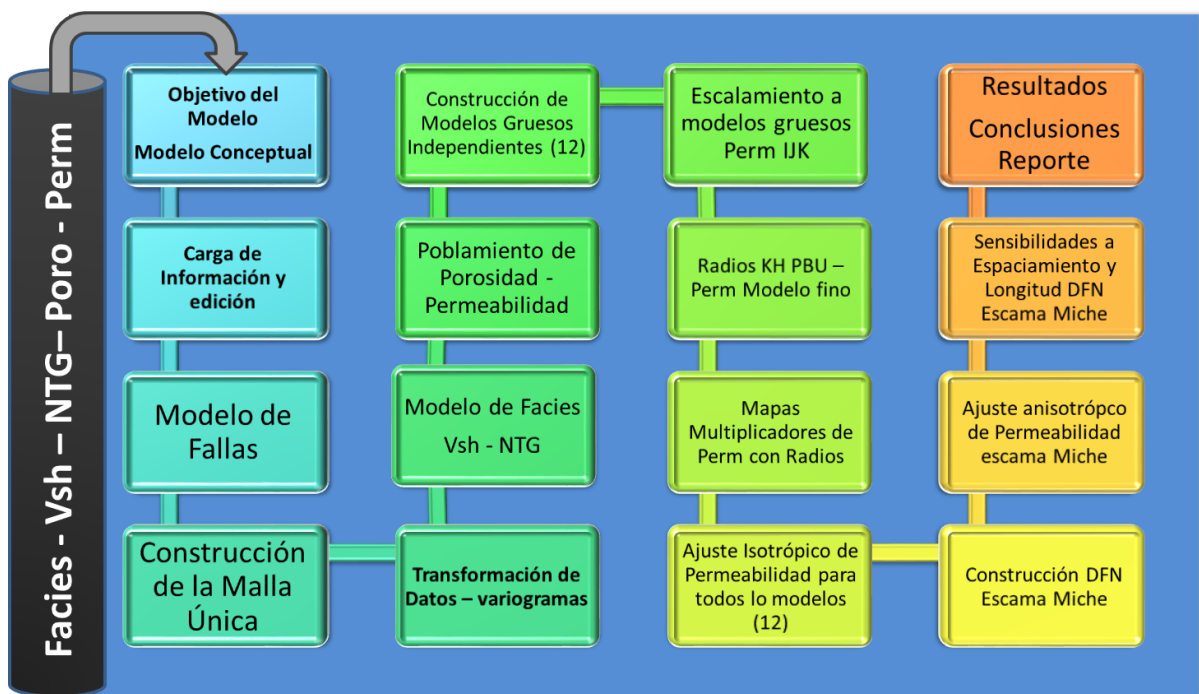 Facies - Vsh – NTG– Poro - Perm
Objetivo del
Modelo
Modelo Conceptual
Carga de
Información y
edición
Modelo de
Fallas
Construcción
de la Malla
Única
Transformación de
Datos – variogramas
Modelo de Facies
Vsh - NTG
Poblamiento de
Porosidad -
Permeabilidad
Construcción de
Modelos Gruesos
Independientes (12)
Escalamiento a
modelos gruesos
Perm IJK
Radios KH PBU –
Perm Modelo fino
Mapas
Multiplicadores de
Perm con Radios
Ajuste Isotrópico de
Permeabilidad para
todos lo modelos
(12)
Construcción DFN
Escama Miche
Ajuste anisotrópco
de Permeabilidad
escama Miche
Sensibilidades a
Espaciamiento y
Longitud DFN
Escama Miche
Resultados
Conclusiones
Reporte